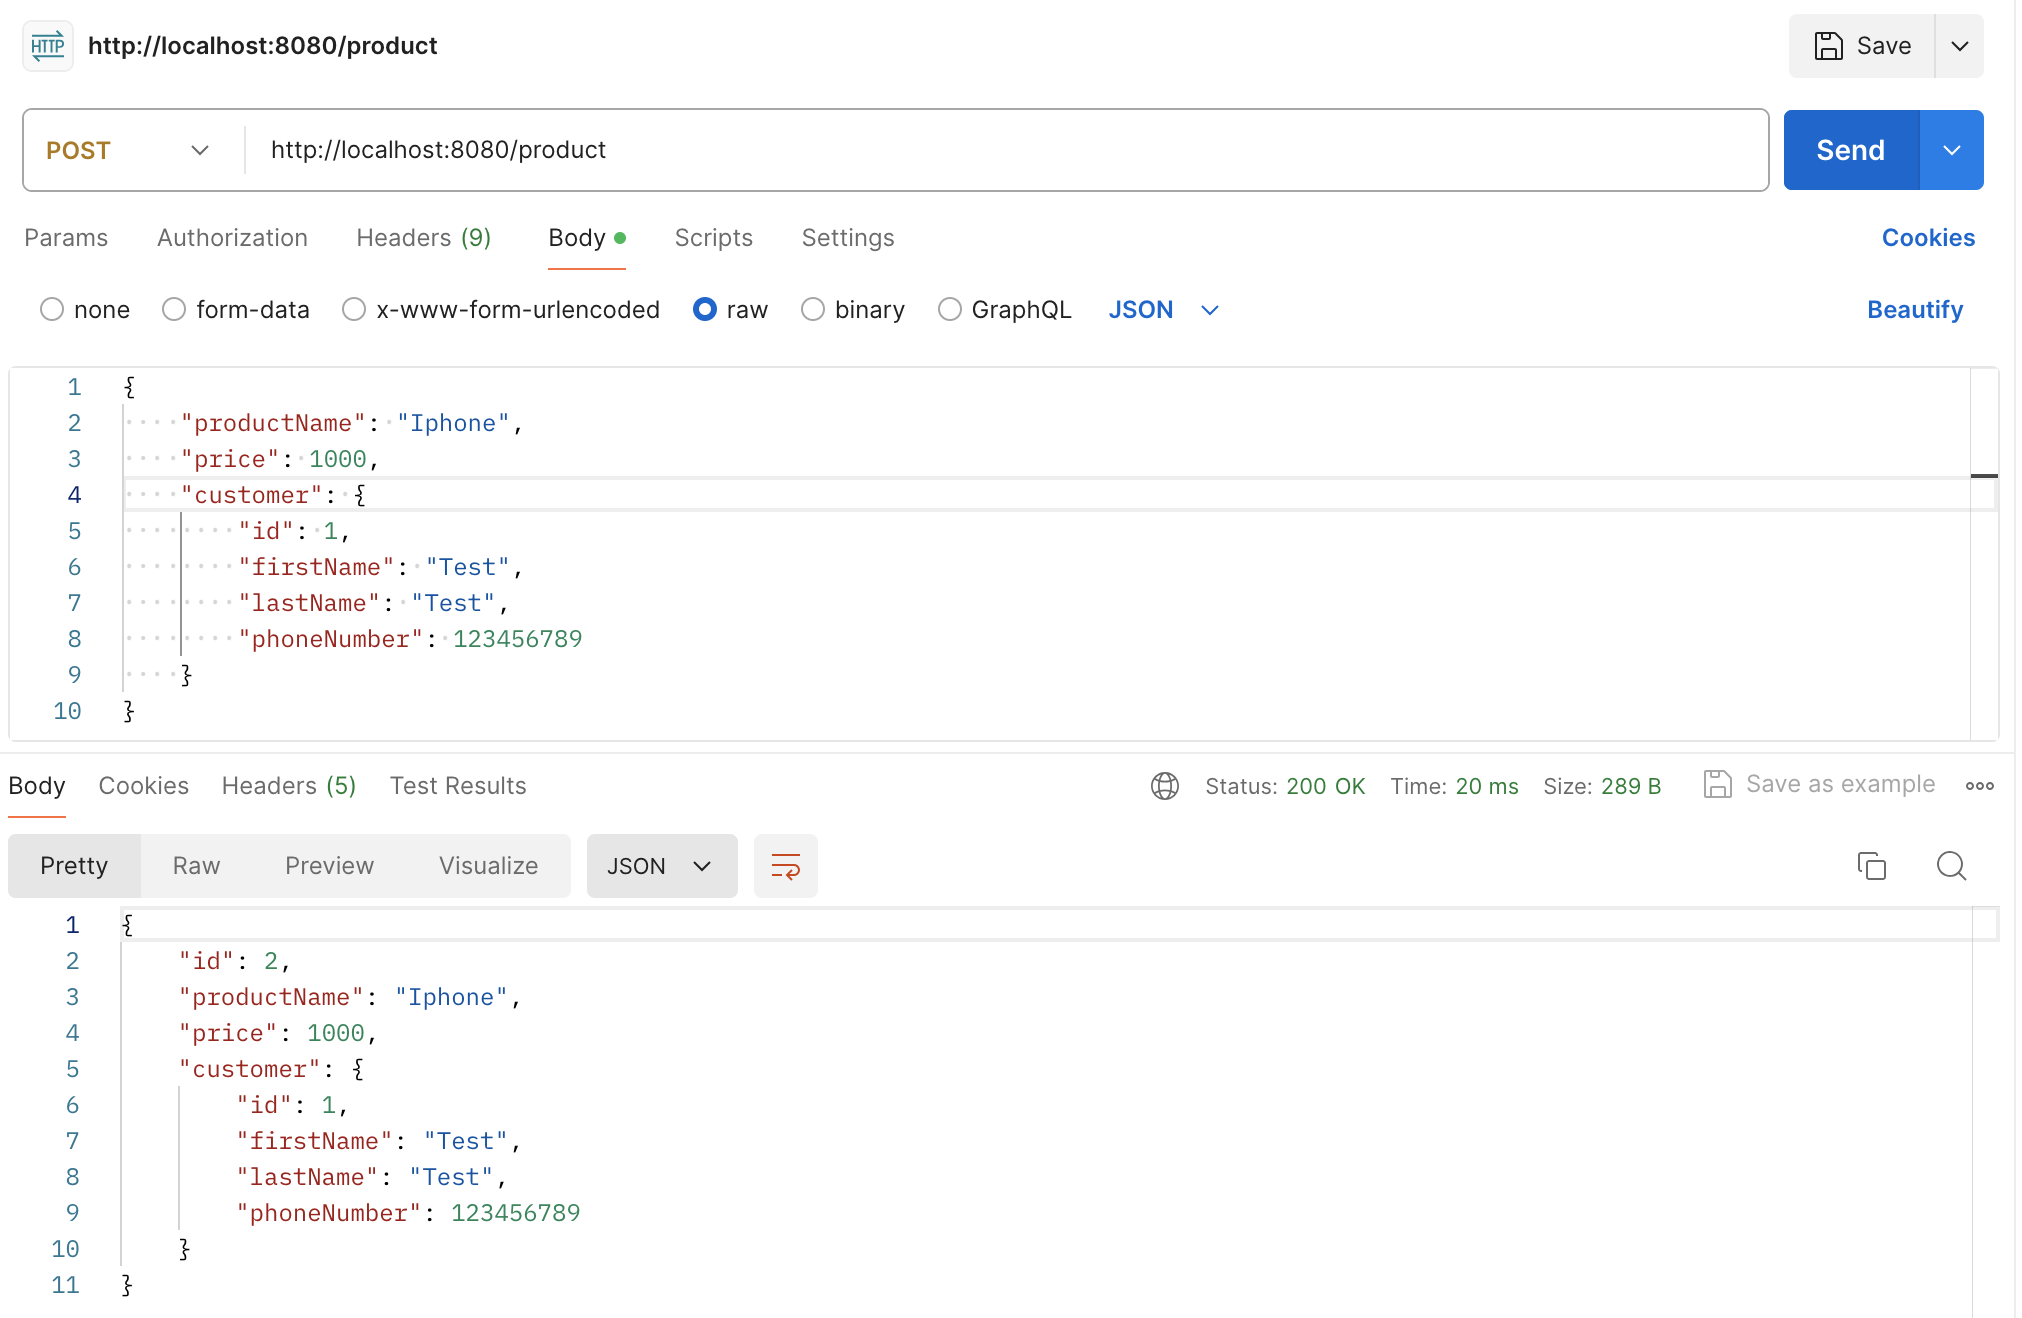 HTTP http://localhost:8080/product Save
POST http://localhost:8080/product Send
Params Authorization Headers (9) Body Scripts Settings Cookies
none form-data x-www-form-urlencoded raw binary GraphQL JSON Beautify
1 {
2 "productName": "Iphone",
3 "price": 1000,
4 "customer": {
5 "id": 1,
6 "firstName": "Test",
7 "lastName": "Test",
8 "phoneNumber": 123456789
9 }
10 }
Body Cookies Headers (5) Test Results Status: 200 OK Time: 20 ms Size: 289 B Save as example
Pretty Raw Preview Visualize JSON
1 {
2 "id": 2,
3 "productName": "Iphone",
4 "price": 1000,
5 "customer": {
6 "id": 1,
7 "firstName": "Test",
8 "lastName": "Test",
9 "phoneNumber": 123456789
10 }
11 }